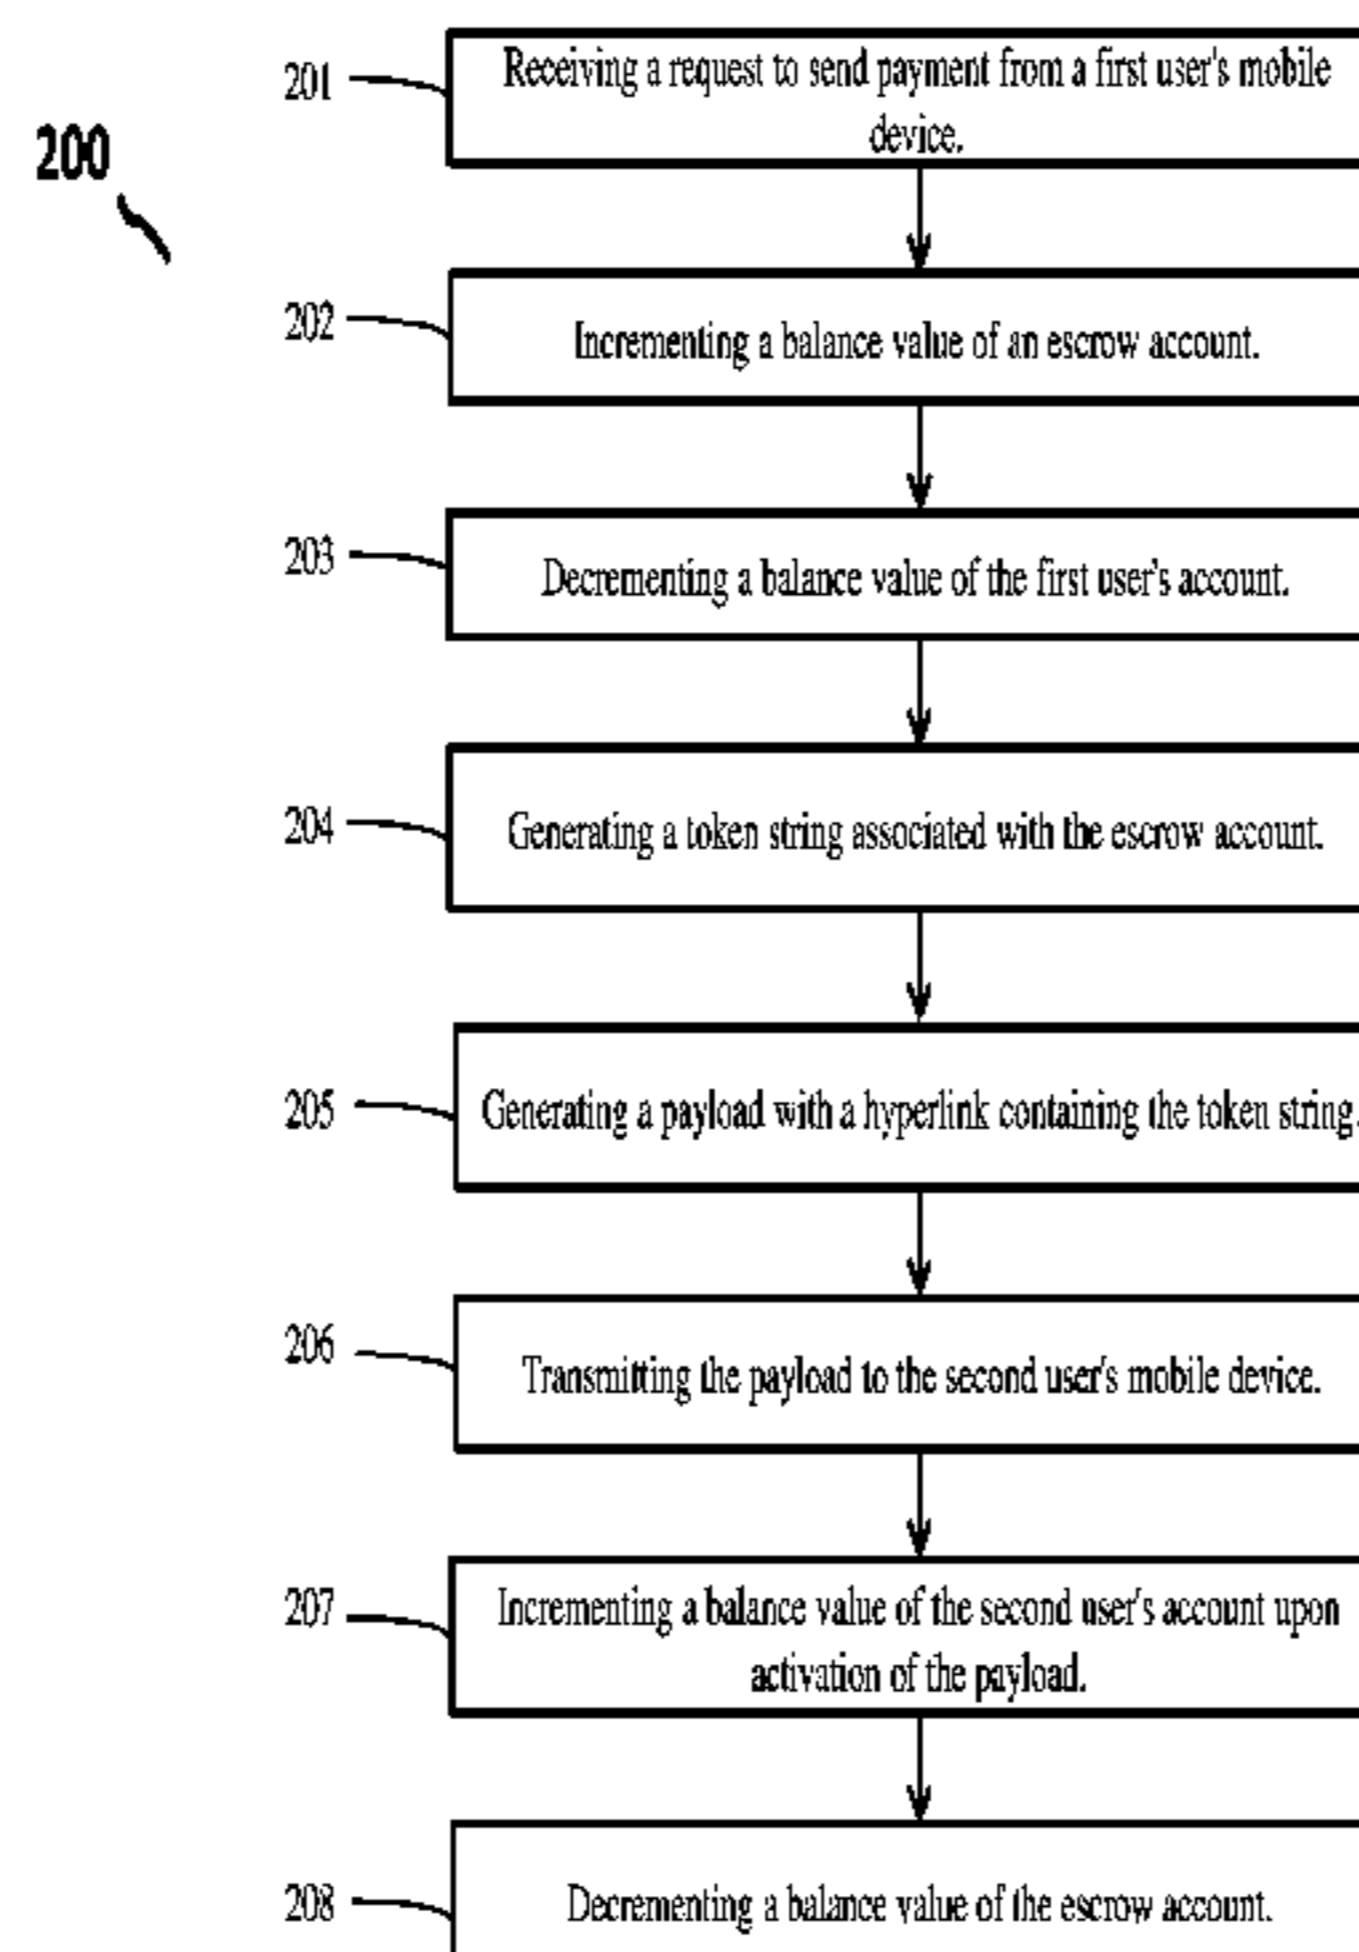 201
Receiving a request to send payment from a first user's mobile
device.
200
202
Incrementing a balance value of an escrow account.
203
Decrementing a balance value of the first user's account.
204
Generating a token string associated with the escrow account.
205
Generating a payload with a hyperlink containing the token string.
206
Transmitting the payload to the second user's mobile device.
207
Incrementing a balance value of the second user's account upon
activation of the payload.
208
Decrementing a balance value of the escrow account.